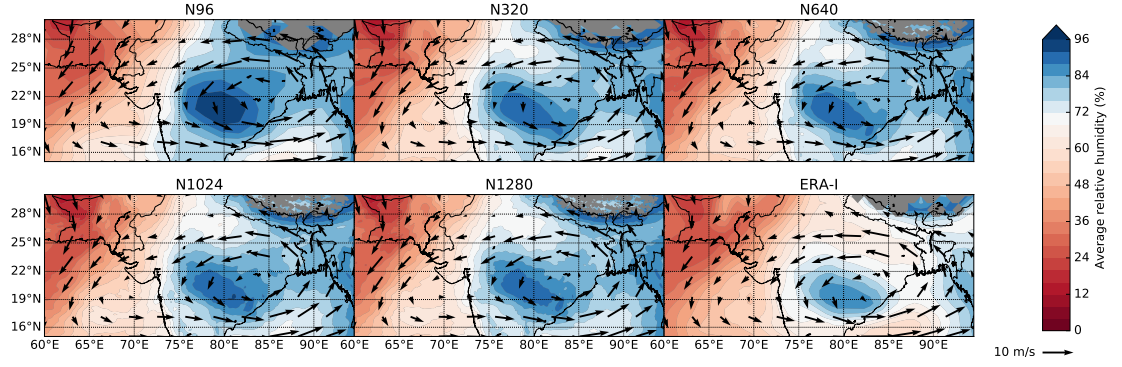 N96 N320 N640
28°N
25°N
22°N
19°N
16°N
N1024 N1280 ERA-I
28°N
25°N
22°N
19°N
16°N
60°E 65°E 70°E 75°E 80°E 85°E 90°E 65°E 70°E 75°E 80°E 85°E 90°E 65°E 70°E 75°E 80°E 85°E 90°E
96
84
72
60
48
36
24
12
0
Average relative humidity (%)
10 m/s